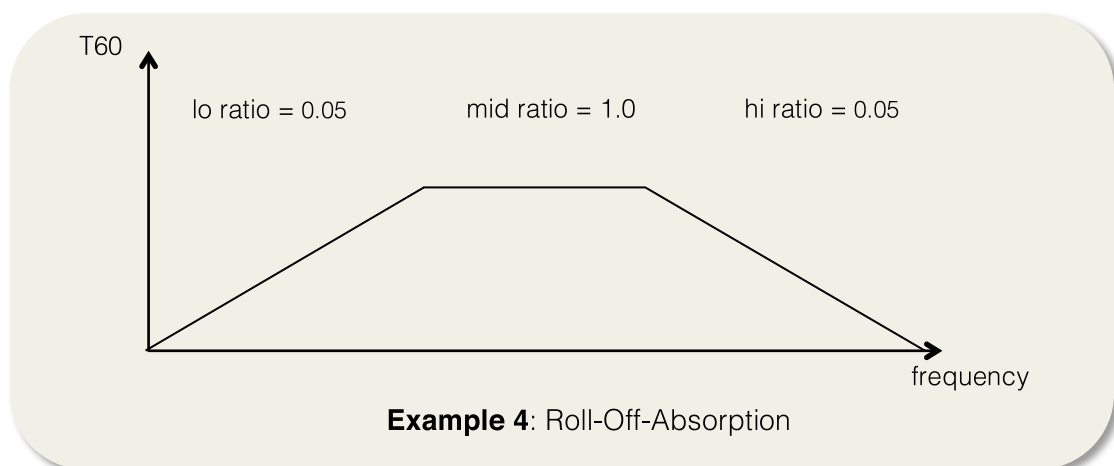 T60
lo ratio = 0.05
mid ratio = 1.0
hi ratio = 0.05
frequency
Example 4: Roll-Off-Absorption